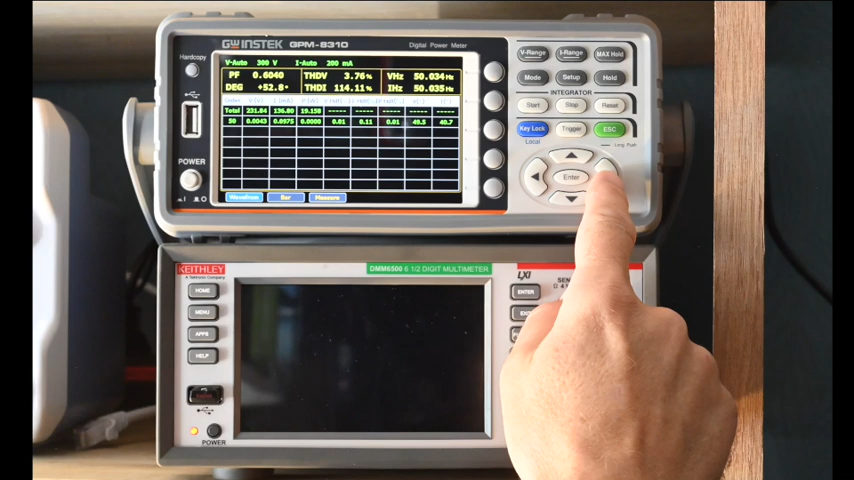 GW INSTEK GPM-8310 Digital Power Meter
Hardcopy
POWER
V-Auto 300 V I-Auto 200 mA
PF 0.6040 THDV 3.76% VHz 50.034Hz
DEG +52.8° THDI 114.11% IHz 50.035Hz
Total 231.84 136.80 19.158 ----- ----- ----- ----- -----
50 0.0043 0.0975 0.0000 0.01 0.11 0.01 49.5 40.7
Waveform Bar Measure
V-Range I-Range MAX Hold
Mode Setup Hold
INTEGRATOR
Start Stop Reset
Key Lock Trigger ESC
Local Long Push
Enter
KEITHLEY
A Tektronix Company
DMM6500 6 1/2 DIGIT MULTIMETER
LXI
HOME
MENU
APPS
HELP
POWER
ENTER